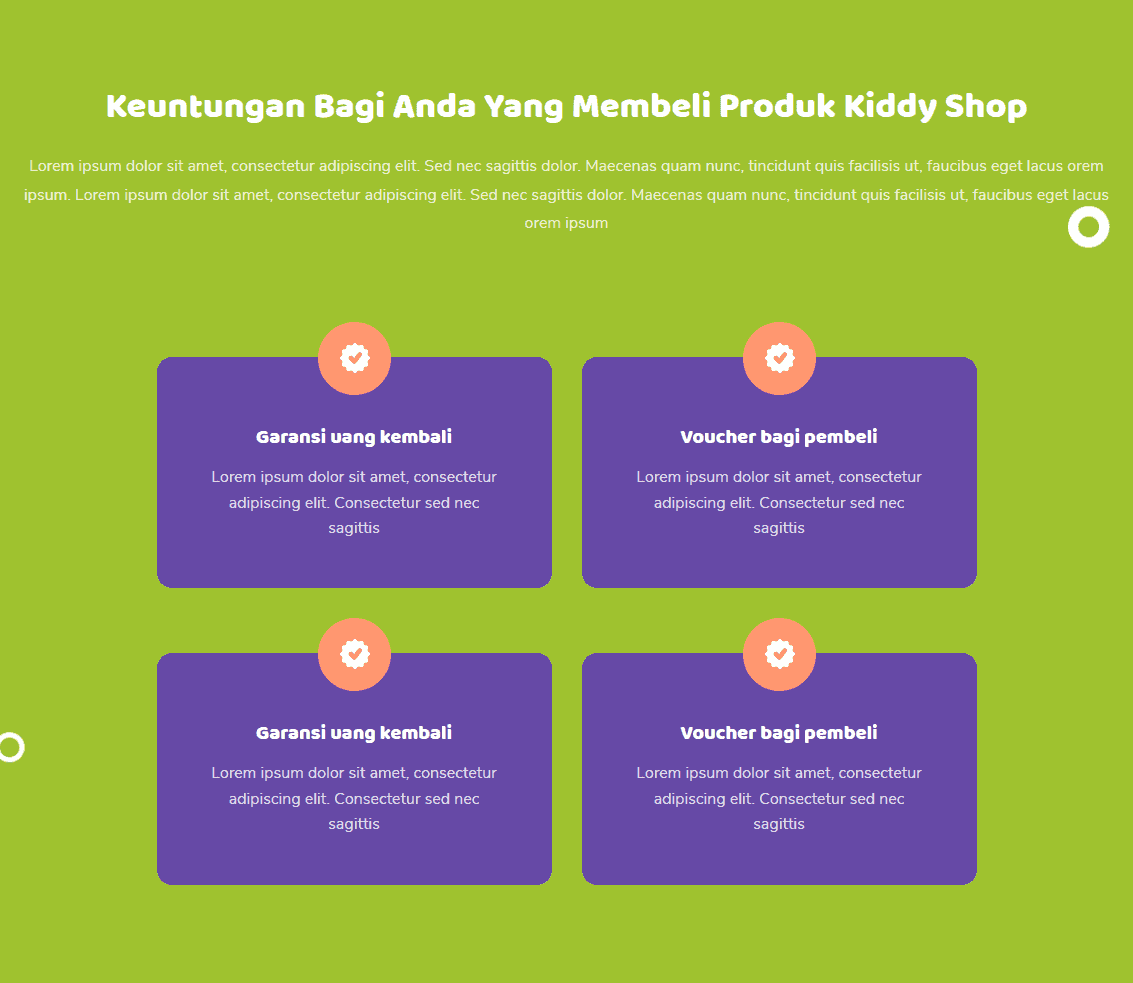 Keuntungan Bagi Anda Yang Membeli Produk Kiddy Shop
Lorem ipsum dolor sit amet, consectetur adipiscing elit. Sed nec sagittis dolor. Maecenas quam nunc, tincidunt quis facilisis ut, faucibus eget lacus orem
ipsum. Lorem ipsum dolor sit amet, consectetur adipiscing elit. Sed nec sagittis dolor. Maecenas quam nunc, tincidunt quis facilisis ut, faucibus eget lacus
orem ipsum
Garansi uang kembali
Lorem ipsum dolor sit amet, consectetur
adipiscing elit. Consectetur sed nec
sagittis
Voucher bagi pembeli
Lorem ipsum dolor sit amet, consectetur
adipiscing elit. Consectetur sed nec
sagittis
Garansi uang kembali
Lorem ipsum dolor sit amet, consectetur
adipiscing elit. Consectetur sed nec
sagittis
Voucher bagi pembeli
Lorem ipsum dolor sit amet, consectetur
adipiscing elit. Consectetur sed nec
sagittis